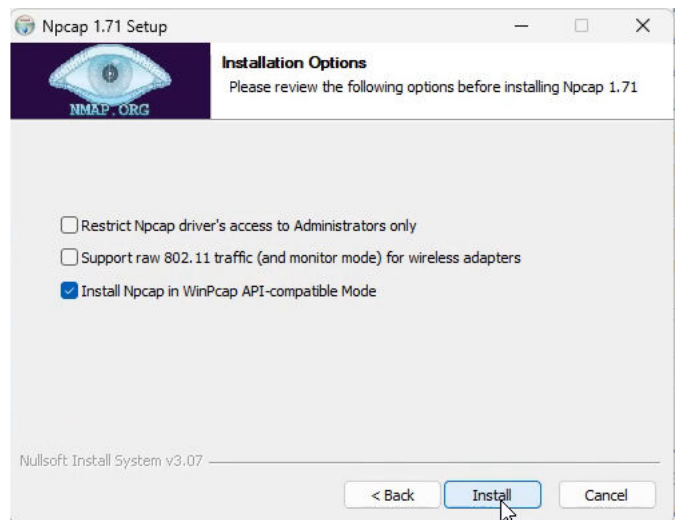 Npcap 1.71 Setup
Installation Options
Please review the following options before installing Npcap 1.71
NMAP.ORG
Restrict Npcap driver's access to Administrators only
Support raw 802.11 traffic (and monitor mode) for wireless adapters
Install Npcap in WinPcap API-compatible Mode
Nullsoft Install System v3.07
< Back
Install
Cancel